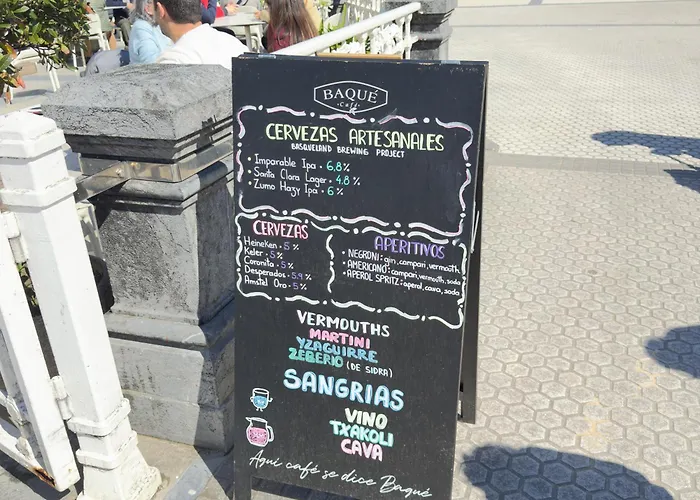 BAQUÉ
Café
CERVEZAS ARTESANALES
BASQUELAND BREWING PROJECT
• Imparable Ipa • 6,8%
• Santa Clara Lager • 4.8 %
• Zumo Hazy Ipa • 6 %
CERVEZAS
Heineken • 5 %
Keler • 5 %
Coronita • 5 %
Desperados • 5,9 %
Amstel Oro • 5 %
APERITIVOS
• NEGRONI: gin, campari, vermouth
• AMERICANO: campari, vermouth, soda
• APEROL SPRITZ: aperol, cava, soda
VERMOUTHS
MARTINI
YZAGUIRRE
ZEBERIO (DE SIDRA)
SANGRIAS
VINO
TXAKOLI
CAVA
Aquí café se dice Baqué